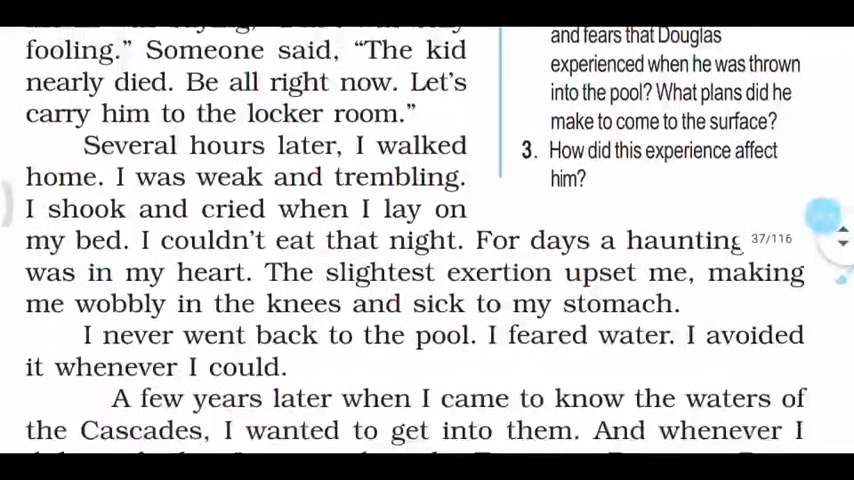 fooling.” Someone said, “The kid
nearly died. Be all right now. Let’s
carry him to the locker room.”
Several hours later, I walked
home. I was weak and trembling.
I shook and cried when I lay on
my bed. I couldn’t eat that night. For days a haunting
was in my heart. The slightest exertion upset me, making
me wobbly in the knees and sick to my stomach.
I never went back to the pool. I feared water. I avoided
it whenever I could.
A few years later when I came to know the waters of
the Cascades, I wanted to get into them. And whenever I
and fears that Douglas
experienced when he was thrown
into the pool? What plans did he
make to come to the surface?
3. How did this experience affect
him?
37/116